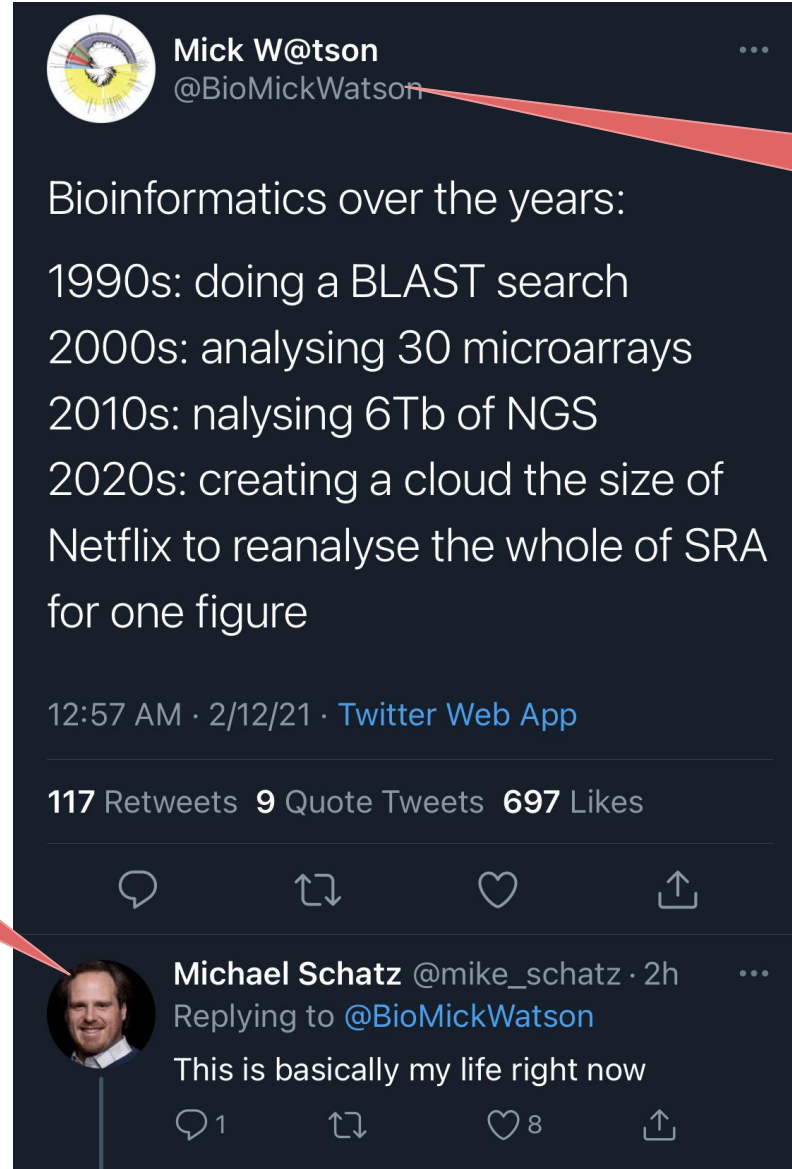 Mick W@tson
@BioMickWatson
Bioinformatics over the years:
1990s: doing a BLAST search
2000s: analysing 30 microarrays
2010s: nalysing 6Tb of NGS
2020s: creating a cloud the size of
Netflix to reanalyse the whole of SRA
for one figure
12:57 AM · 2/12/21 · Twitter Web App
117 Retweets 9 Quote Tweets 697 Likes
Michael Schatz @mike_schatz · 2h
Replying to @BioMickWatson
This is basically my life right now
1 8